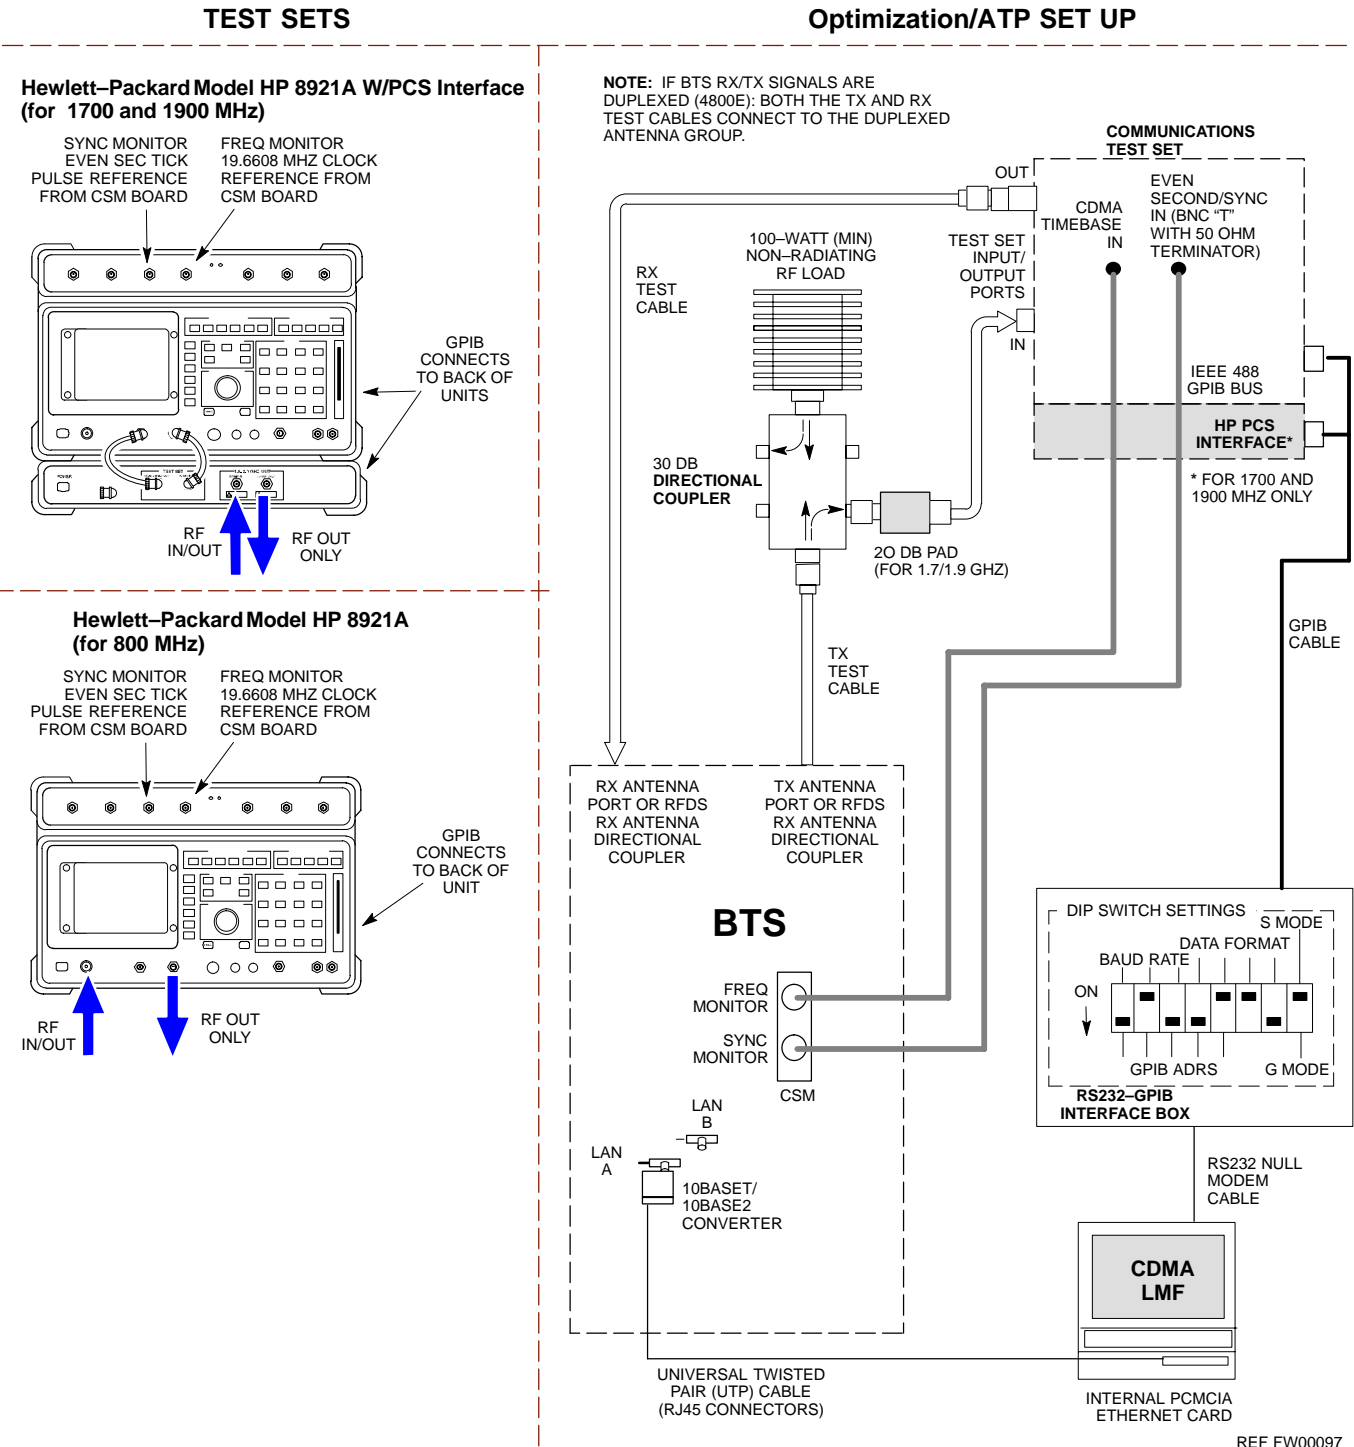 TEST SETS
Optimization/ATP SET UP
Hewlett–Packard Model HP 8921A W/PCS Interface
(for 1700 and 1900 MHz)
SYNC MONITOR
EVEN SEC TICK
PULSE REFERENCE
FROM CSM BOARD
FREQ MONITOR
19.6608 MHZ CLOCK
REFERENCE FROM
CSM BOARD
GPIB
CONNECTS
TO BACK OF
UNITS
POWER
TEST SET
RF
IN/OUT
RF OUT
ONLY
Hewlett–Packard Model HP 8921A
(for 800 MHz)
SYNC MONITOR
EVEN SEC TICK
PULSE REFERENCE
FROM CSM BOARD
FREQ MONITOR
19.6608 MHZ CLOCK
REFERENCE FROM
CSM BOARD
GPIB
CONNECTS
TO BACK OF
UNIT
RF
IN/OUT
RF OUT
ONLY
NOTE: IF BTS RX/TX SIGNALS ARE
DUPLEXED (4800E): BOTH THE TX AND RX
TEST CABLES CONNECT TO THE DUPLEXED
ANTENNA GROUP.
COMMUNICATIONS
TEST SET
OUT
CDMA
TIMEBASE
IN
EVEN
SECOND/SYNC
IN (BNC “T”
WITH 50 OHM
TERMINATOR)
TEST SET
INPUT/
OUTPUT
PORTS
IN
RX
TEST
CABLE
100–WATT (MIN)
NON–RADIATING
RF LOAD
IEEE 488
GPIB BUS
HP PCS
INTERFACE*
* FOR 1700 AND
1900 MHZ ONLY
30 DB
DIRECTIONAL
COUPLER
2O DB PAD
(FOR 1.7/1.9 GHZ)
GPIB
CABLE
TX
TEST
CABLE
RX ANTENNA
PORT OR RFDS
RX ANTENNA
DIRECTIONAL
COUPLER
TX ANTENNA
PORT OR RFDS
RX ANTENNA
DIRECTIONAL
COUPLER
BTS
FREQ
MONITOR
SYNC
MONITOR
CSM
LAN
B
LAN
A
10BASET/
10BASE2
CONVERTER
DIP SWITCH SETTINGS
S MODE
DATA FORMAT
BAUD RATE
ON
GPIB ADRS
G MODE
RS232–GPIB
INTERFACE BOX
RS232 NULL
MODEM
CABLE
CDMA
LMF
UNIVERSAL TWISTED
PAIR (UTP) CABLE
(RJ45 CONNECTORS)
INTERNAL PCMCIA
ETHERNET CARD
REF FW00097